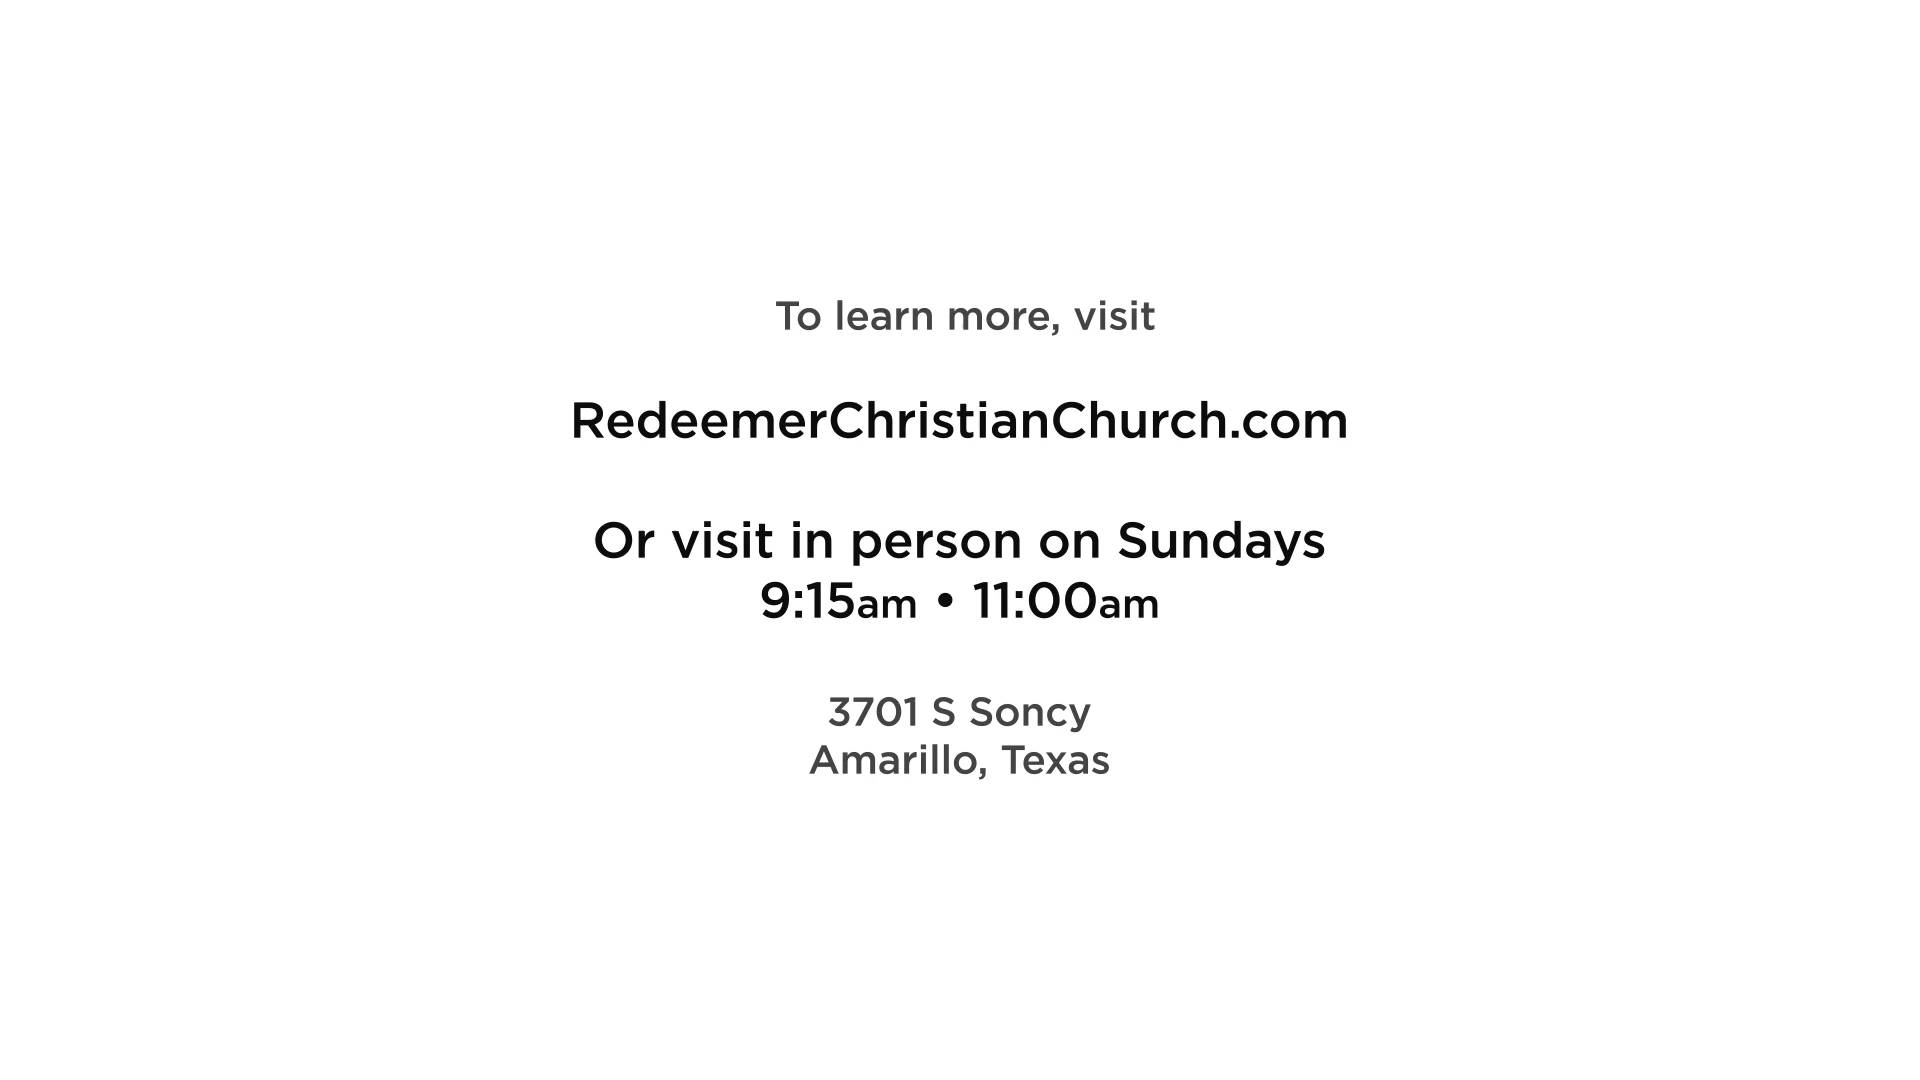 To learn more, visit
RedeemerChristianChurch.com
Or visit in person on Sundays
9:15am • 11:00am
3701 S Soncy
Amarillo, Texas